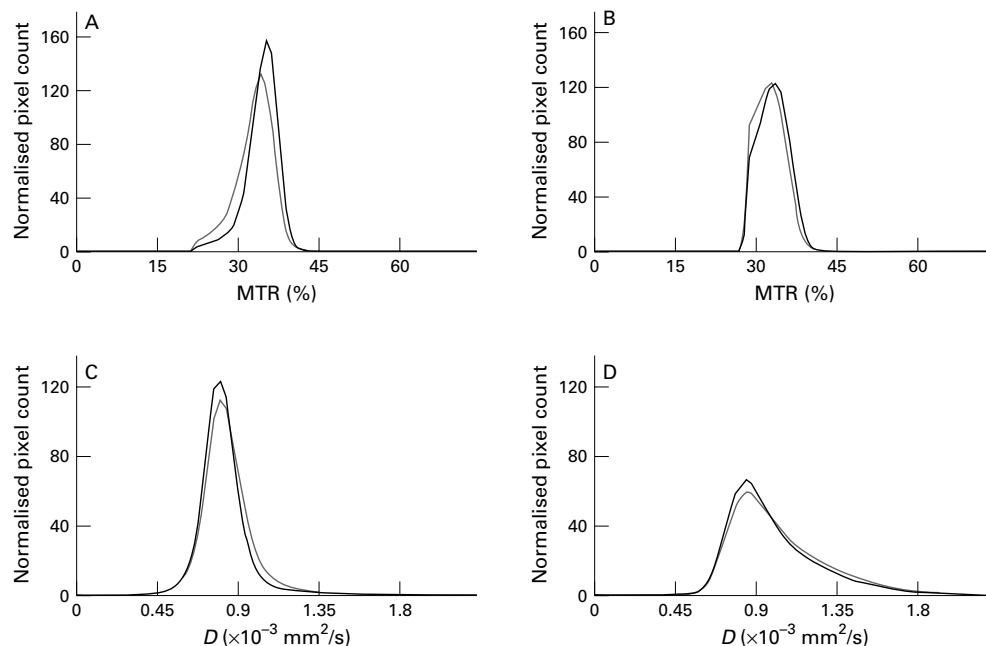 A
Normalised pixel count
160
120
80
40
0
0 15 30 45 60
MTR (%)
B
Normalised pixel count
160
120
80
40
0
0 15 30 45 60
MTR (%)
C
Normalised pixel count
120
80
40
0
0 0.45 0.9 1.35 1.8
D (×10⁻³ mm²/s)
D
Normalised pixel count
120
80
40
0
0 0.45 0.9 1.35 1.8
D (×10⁻³ mm²/s)